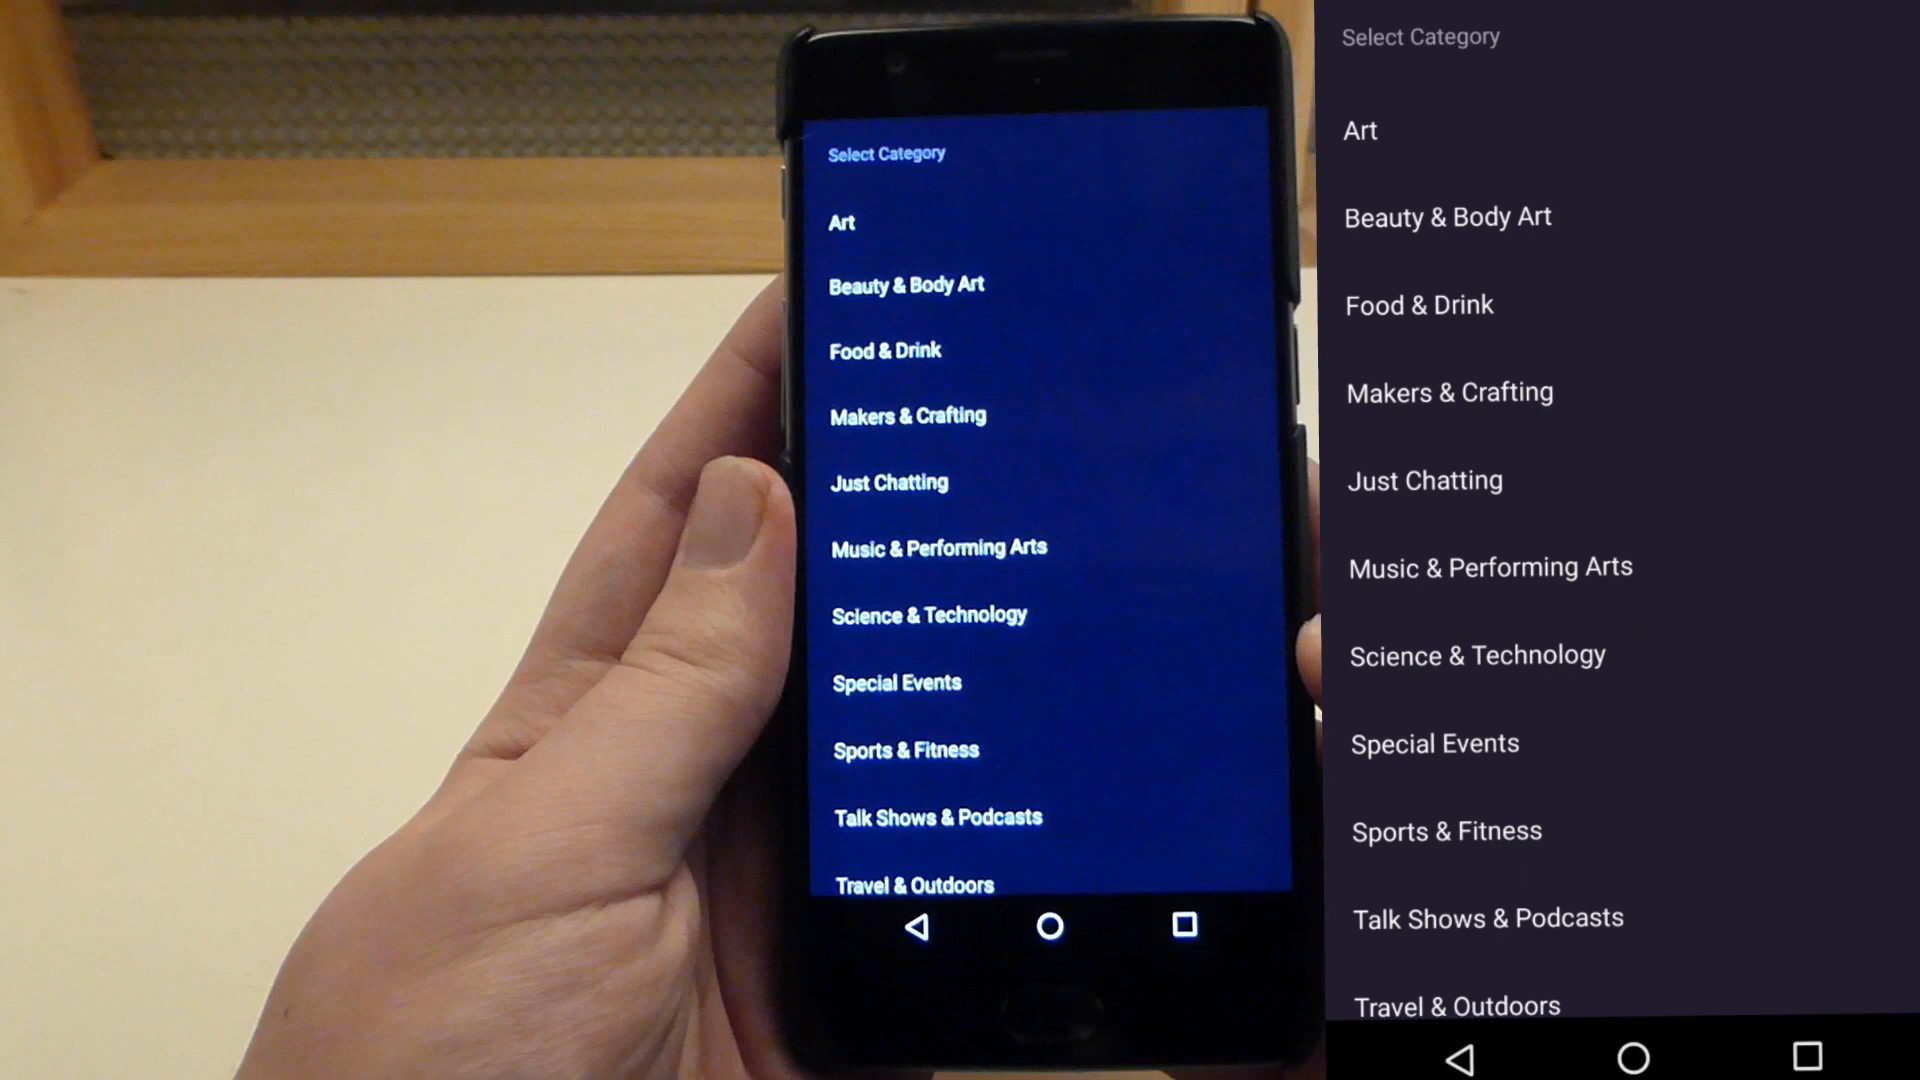 Select Category
Art
Beauty & Body Art
Food & Drink
Makers & Crafting
Just Chatting
Music & Performing Arts
Science & Technology
Special Events
Sports & Fitness
Talk Shows & Podcasts
Travel & Outdoors
Select Category
Art
Beauty & Body Art
Food & Drink
Makers & Crafting
Just Chatting
Music & Performing Arts
Science & Technology
Special Events
Sports & Fitness
Talk Shows & Podcasts
Travel & Outdoors